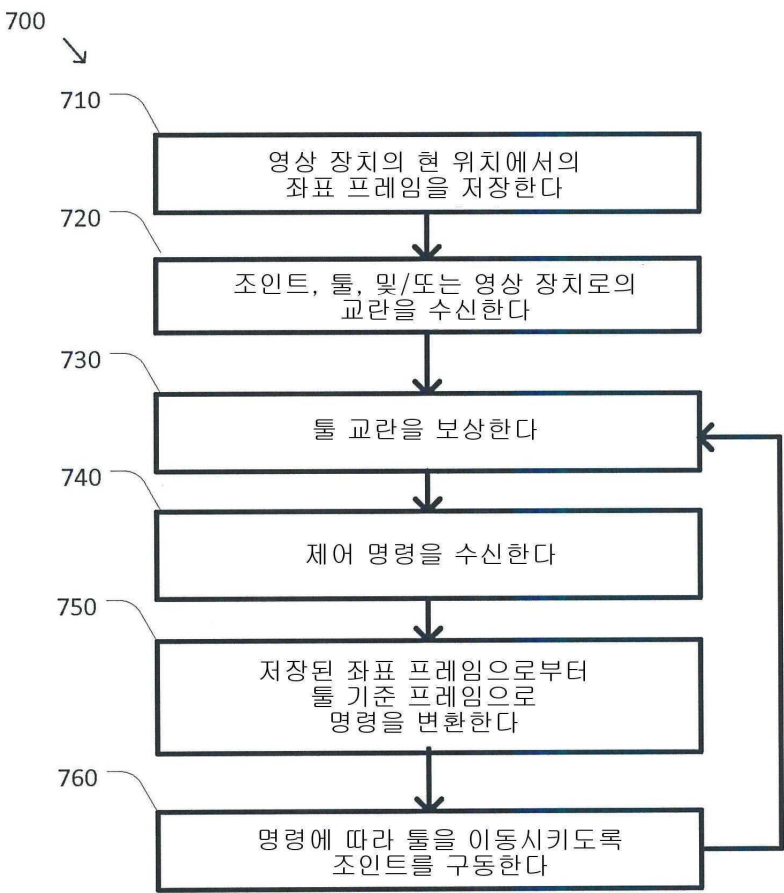 700
710
영상 장치의 현 위치에서의
좌표 프레임을 저장한다
720
조인트, 툴, 및/또는 영상 장치로의
교란을 수신한다
730
툴 교란을 보상한다
740
제어 명령을 수신한다
750
저장된 좌표 프레임으로부터
툴 기준 프레임으로
명령을 변환한다
760
명령에 따라 툴을 이동시키도록
조인트를 구동한다